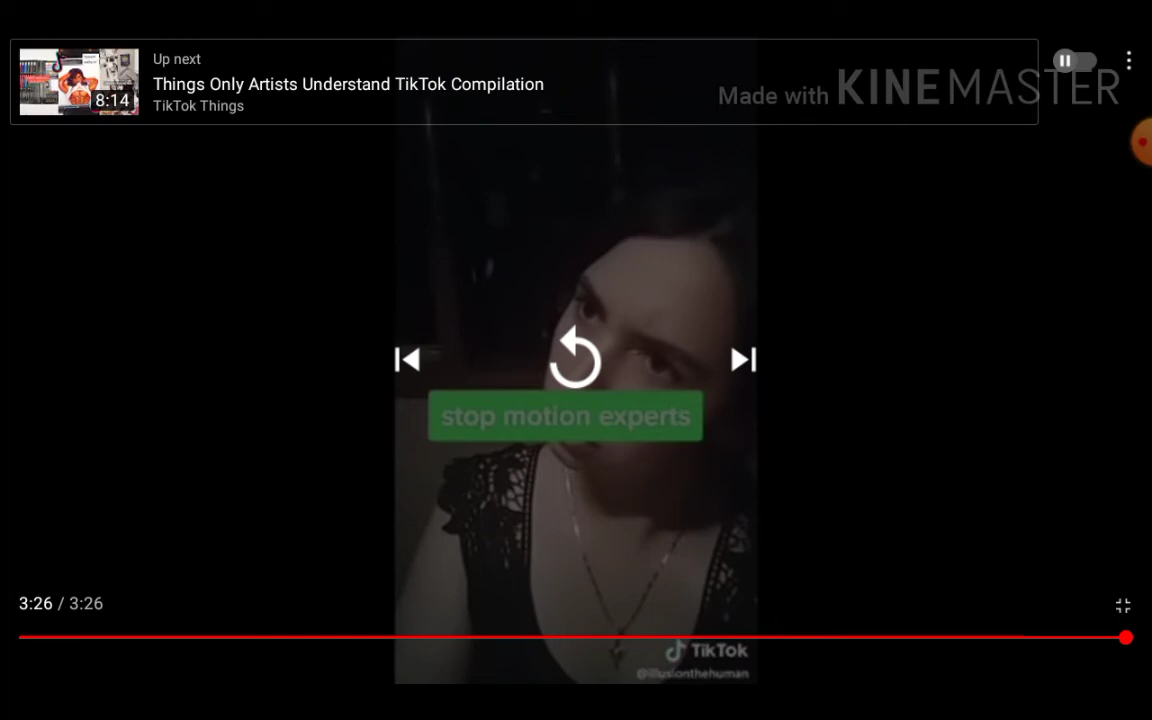 Up next
Things Only Artists Understand TikTok Compilation
8:14
TikTok Things
Made with KINEMASTER
stop motion experts
3:26 / 3:26
TikTok
@illusionthehuman